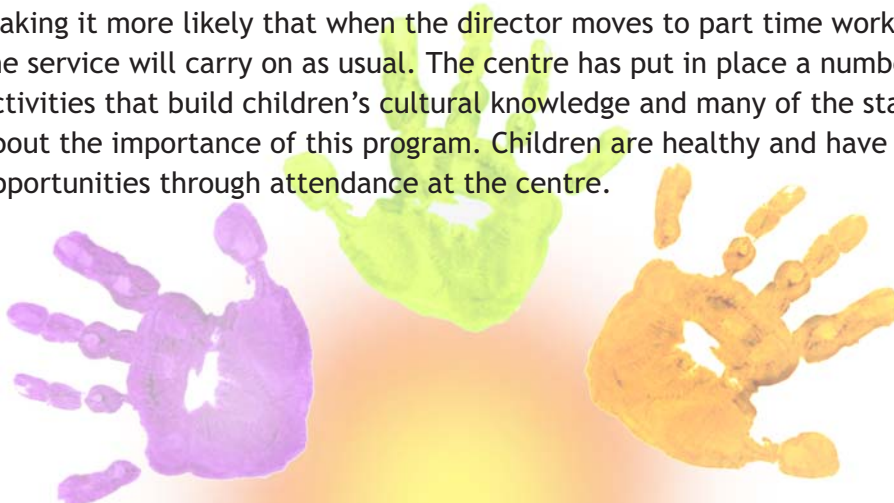 aking it more likely that when the director moves to part time work
e service will carry on as usual. The centre has put in place a numb
ctivities that build children’s cultural knowledge and many of the sta
bout the importance of this program. Children are healthy and have
pportunities through attendance at the centre.